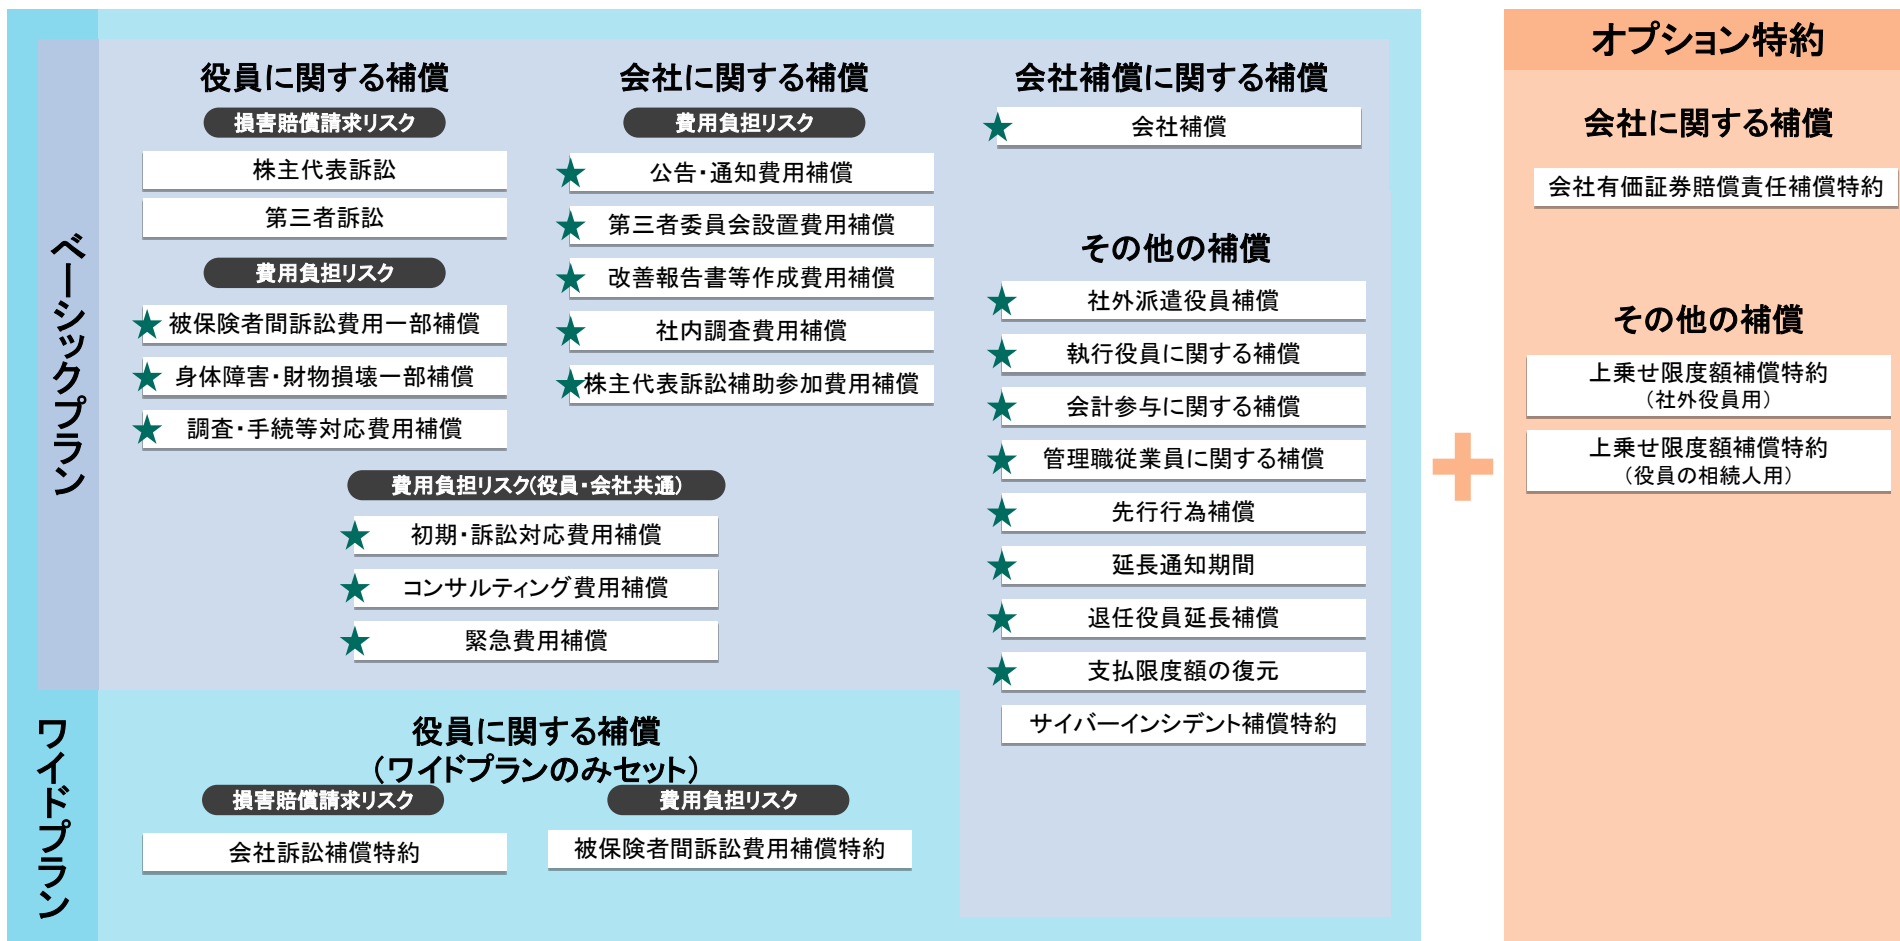 ベーシックプラン
役員に関する補償
損害賠償請求リスク
株主代表訴訟
第三者訴訟
費用負担リスク
★被保険者間訴訟費用一部補償
★身体障害・財物損壊一部補償
★調査・手続等対応費用補償
会社に関する補償
費用負担リスク
★公告・通知費用補償
★第三者委員会設置費用補償
★改善報告書等作成費用補償
★社内調査費用補償
★株主代表訴訟補助参加費用補償
費用負担リスク(役員・会社共通)
★初期・訴訟対応費用補償
★コンサルティング費用補償
★緊急費用補償
会社補償に関する補償
★会社補償
その他の補償
★社外派遣役員補償
★執行役員に関する補償
★会計参与に関する補償
★管理職従業員に関する補償
★先行行為補償
★延長通知期間
★退任役員延長補償
★支払限度額の復元
サイバーインシデント補償特約
ワイドプラン
役員に関する補償
（ワイドプランのみセット）
損害賠償請求リスク
会社訴訟補償特約
費用負担リスク
被保険者間訴訟費用補償特約
+
オプション特約
会社に関する補償
会社有価証券賠償責任補償特約
その他の補償
上乗せ限度額補償特約
（社外役員用）
上乗せ限度額補償特約
（役員の相続人用）